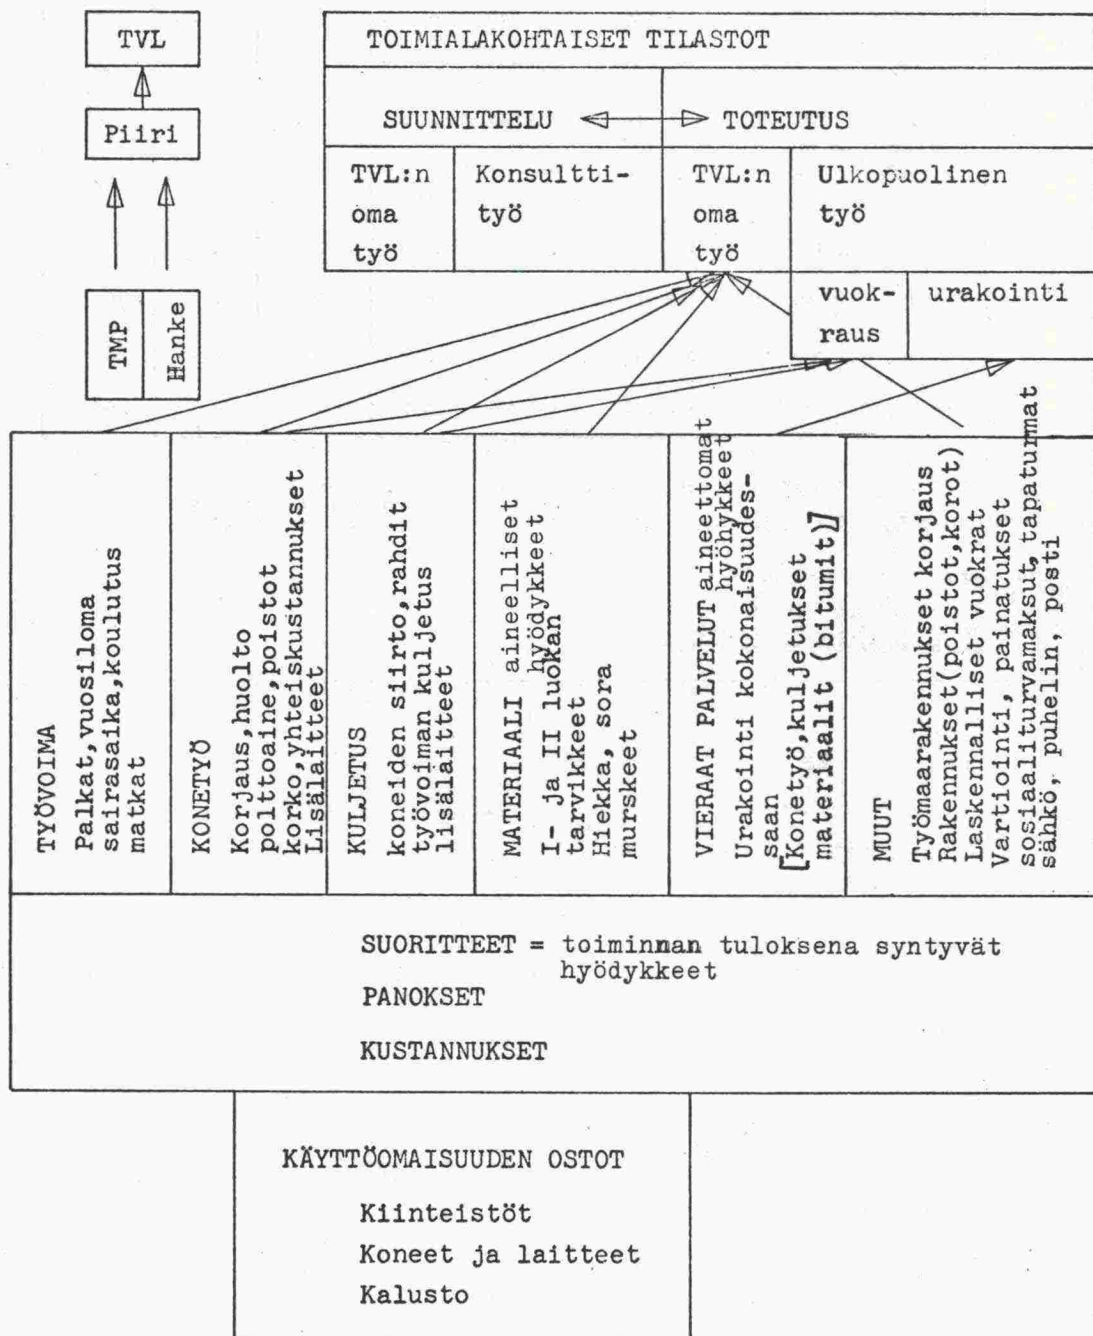 TVL
Piiri
TMP
Hanke
TOIMIALAKOHTAISET TILASTOT
SUUNNITTELU
TOTEUTUS
TVL:n
oma
työ
Konsultti-
työ
TVL:n
oma
työ
Ulkopuolinen
työ
vuok-
raus
urakointi
TYÖVOIMA
Palkat,vuosiloma
sairasaika,koulutus
matkat
KONETYÖ
Korjaus,huolto
polttoaine,poistot
korko,yhteiskustannukset
Lisälaitteet
KULJETUS
koneiden siirto,rahdit
työvoiman kuljetus
lisälaitteet
MATERIAALI aineelliset
hyödykkeet
I- ja II luokan
tarvikkeet
Hiekka, sora
murskeet
VIERAAT PALVELUT aineettomat
hyöhykkeet
Urakointi kokonaisuudes-
saan
[Konetyö,kuljetukset
materiaalit (bitumit)]
MUUT
Työmaarakennukset korjaus
Rakennukset(poistot,korot)
Laskennalliset vuokrat
Vartiointi, painatukset
sosialiturvamaksut, tapaturmat
sähkö, puhelin, posti
SUORITTEET = toiminnan tuloksena syntyvät
hyödykkeet
PANOKSET
KUSTANNUKSET
KÄYTTÖOMAISUUDEN OSTOT
Kiinteistöt
Koneet ja laitteet
Kalusto